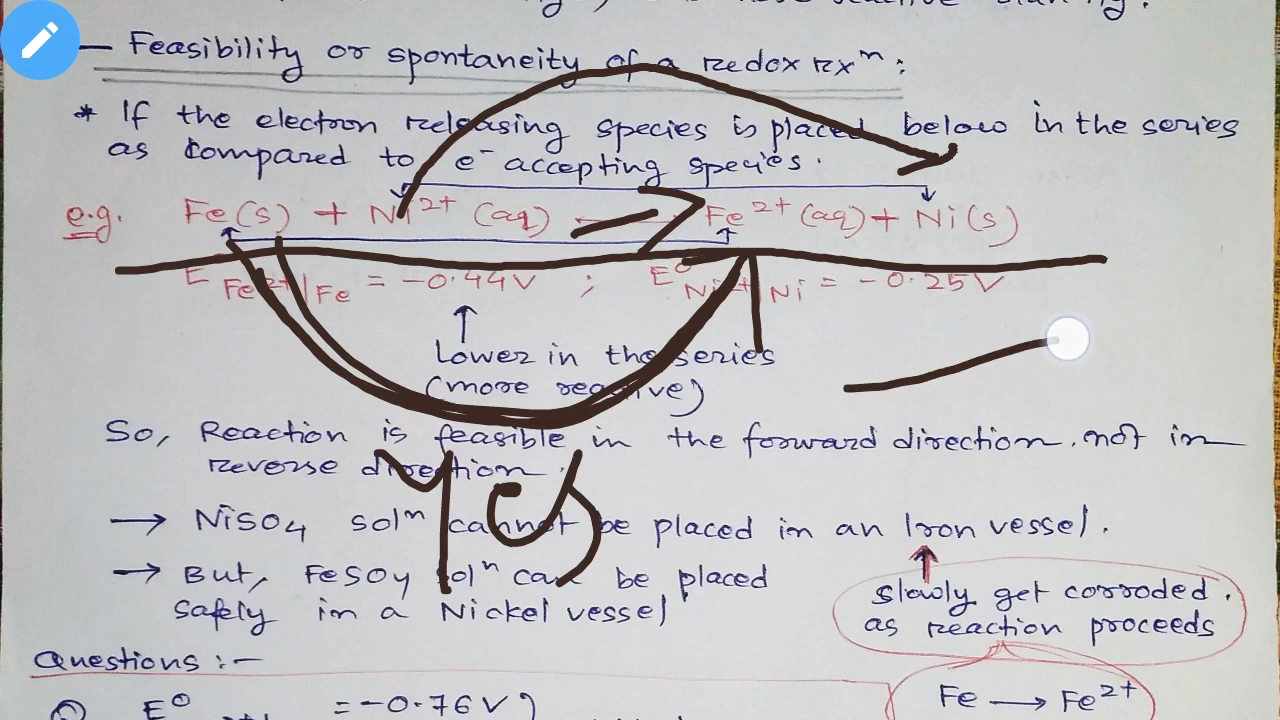 — Feasibility or spontaneity of a redox rxⁿ :
* If the electron releasing species is placed below in the series
as compared to e⁻ accepting species.
e.g. Fe(s) + Ni²⁺ (aq) → Fe²⁺(aq) + Ni(s)
E Fe²⁺|Fe = -0.44V ; E° Ni²⁺|Ni = -0.25V
↑
Lower in the series
(more reactive)
So, Reaction is feasible in the forward direction, not in
reverse direction.
Yes
→ NiSO4 solⁿ cannot be placed in an Iron vessel.
→ But, FeSO4 solⁿ can be placed
safely in a Nickel vessel
↑
slowly get corroded.
as reaction proceeds
Questions :—
Fe → Fe²⁺
E° = -0.76V